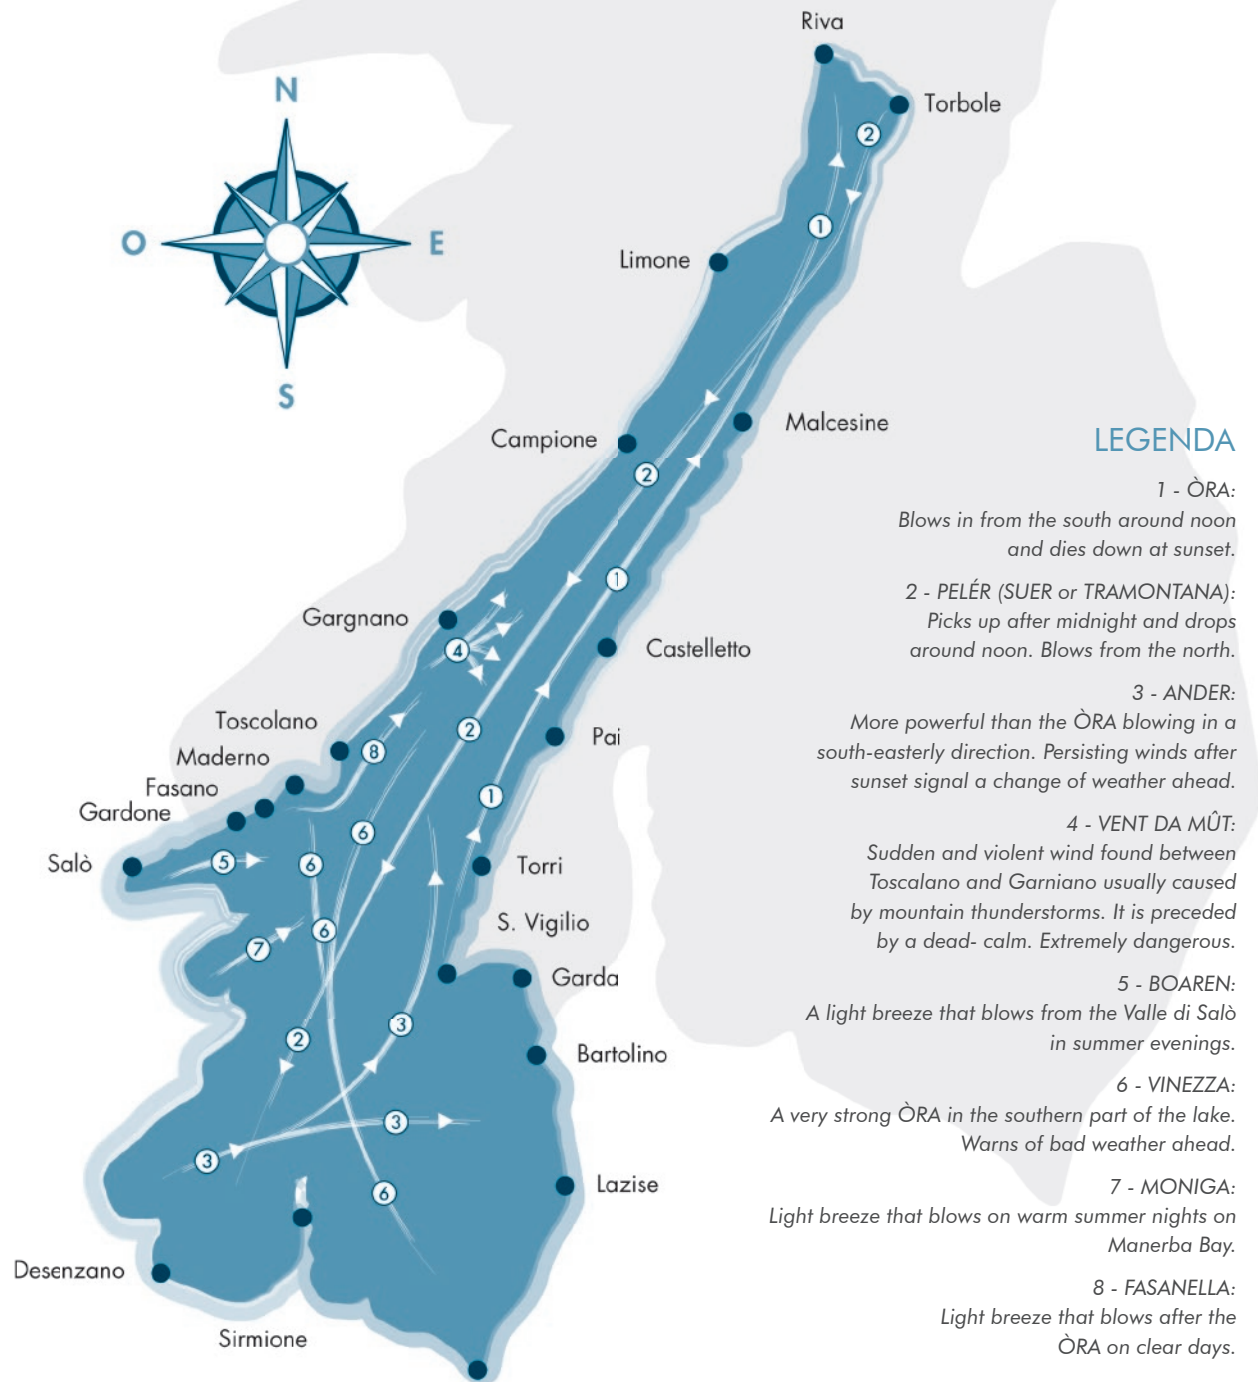 Riva
N
Torbole
2
O
E
1
Limone
S
Malcesine
Campione
2
1
Gargnano
4
Castelletto
Toscolano
2
Pai
8
Maderno
Fasano
1
Gardone
6
Salò
5
6
Torri
S. Vigilio
6
7
Garda
3
2
Bartolino
3
3
6
Lazise
Desenzano
Sirmione
LEGENDA
1 - ÒRA:
Blows in from the south around noon
and dies down at sunset.
2 - PELÉR (SUER or TRAMONTANA):
Picks up after midnight and drops
around noon. Blows from the north.
3 - ANDER:
More powerful than the ÒRA blowing in a
south-easterly direction. Persisting winds after
sunset signal a change of weather ahead.
4 - VENT DA MÛT:
Sudden and violent wind found between
Toscalano and Garniano usually caused
by mountain thunderstorms. It is preceded
by a dead- calm. Extremely dangerous.
5 - BOAREN:
A light breeze that blows from the Valle di Salò
in summer evenings.
6 - VINEZZA:
A very strong ÒRA in the southern part of the lake.
Warns of bad weather ahead.
7 - MONIGA:
Light breeze that blows on warm summer nights on
Manerba Bay.
8 - FASANELLA:
Light breeze that blows after the
ÒRA on clear days.